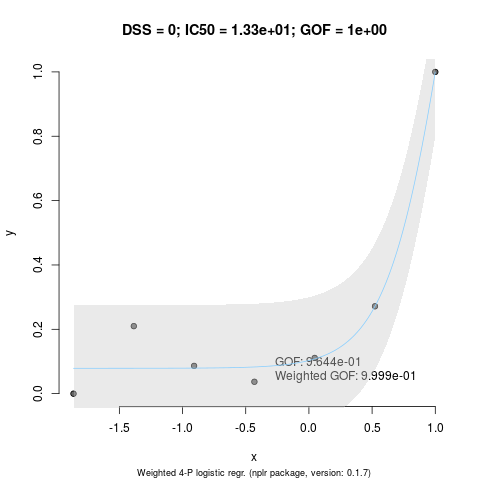 DSS = 0; IC50 = 1.33e+01; GOF = 1e+00
1.0
0.8
0.6
0.4
0.2
0.0
y
GOF: 9.644e-01
Weighted GOF: 9.999e-01
-1.5 -1.0 -0.5 0.0 0.5 1.0
x
Weighted 4-P logistic regr. (nplr package, version: 0.1.7)